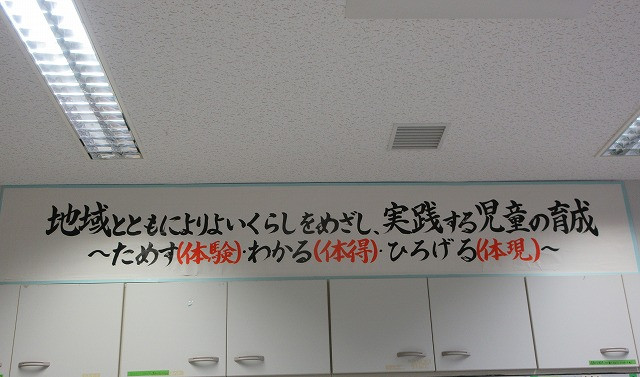 地域とともによりよいくらしをめざし、実践する児童の育成
～ためす(体験)・わかる(体得)・ひろげる(体現)～